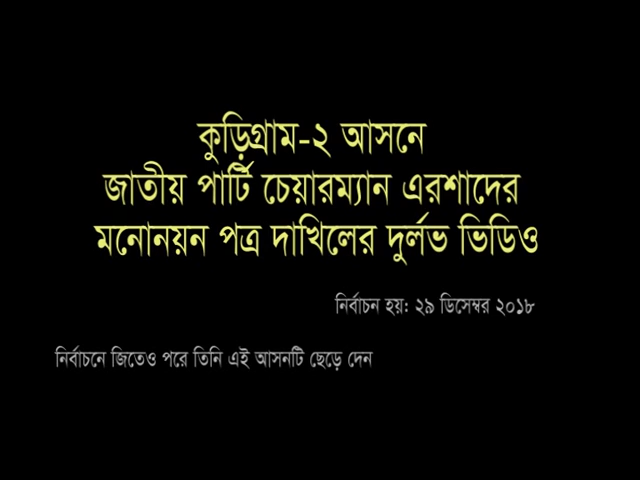 কুড়িগ্রাম-২ আসনে
জাতীয় পার্টি চেয়ারম্যান এরশাদের
মনোনয়ন পত্র দাখিলের দুর্লভ ভিডিও
নির্বাচন হয়: ২৯ ডিসেম্বর ২০১৮
নির্বাচনে জিতেও পরে তিনি এই আসনটি ছেড়ে দেন